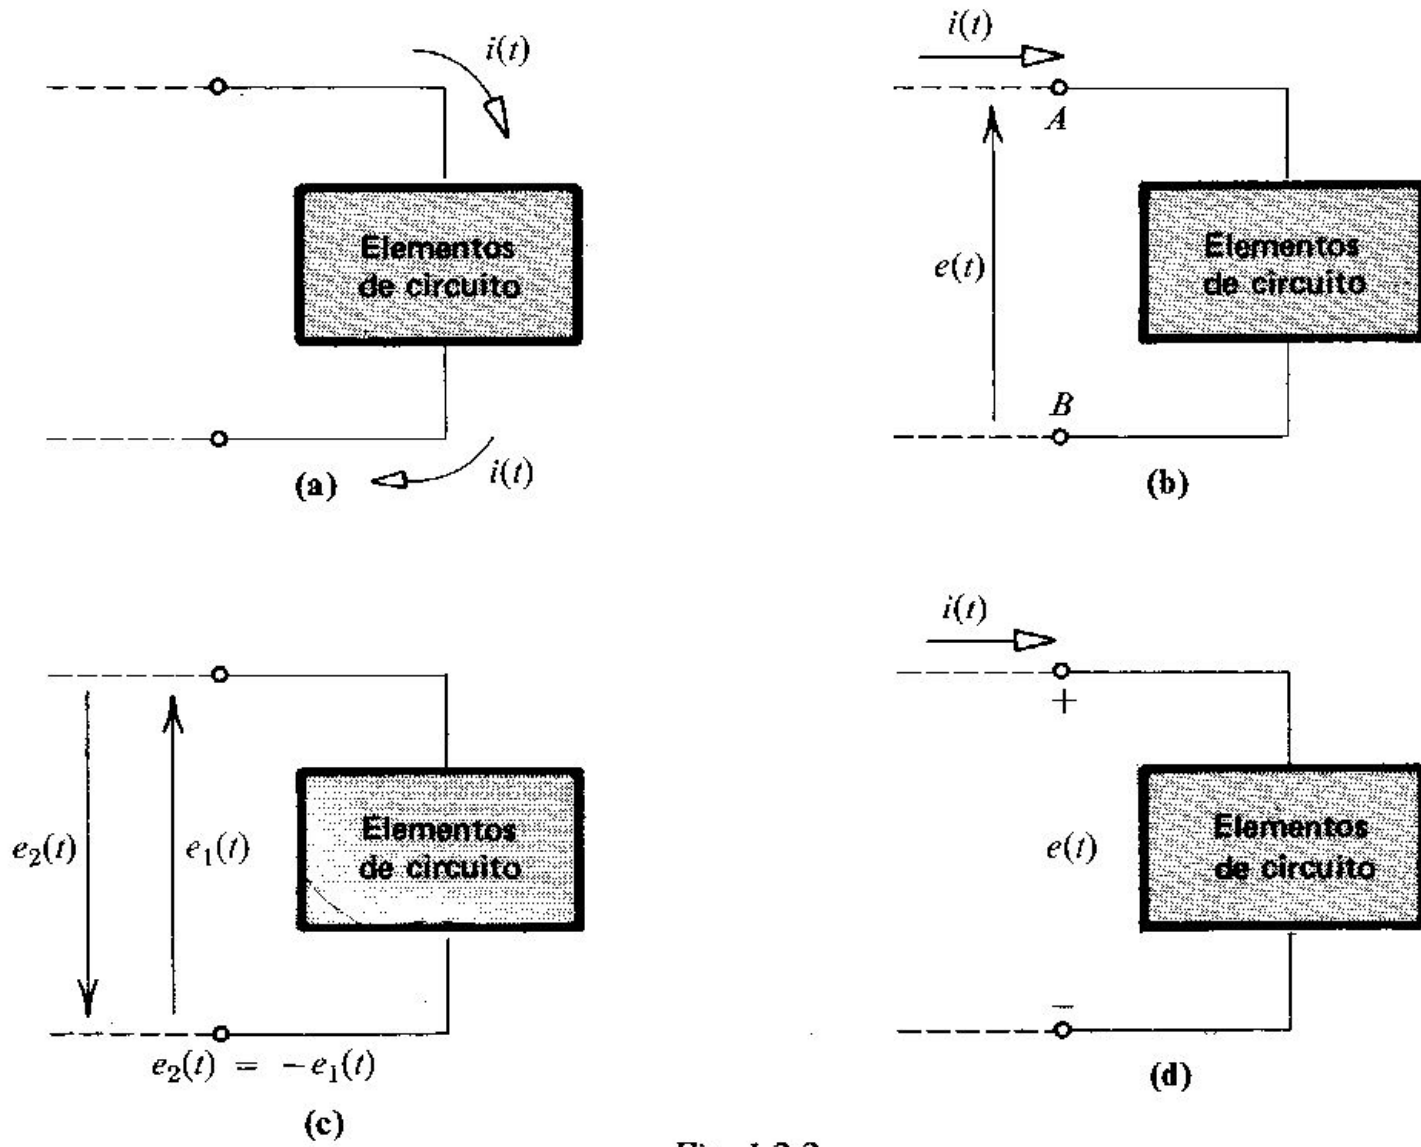 i(t)
Elementos
de circuito
i(t)
(a)
i(t)
A
e(t)
Elementos
de circuito
B
(b)
e₂(t)
e₁(t)
Elementos
de circuito
e₂(t) = −e₁(t)
(c)
i(t)
+
e(t)
Elementos
de circuito
−
(d)